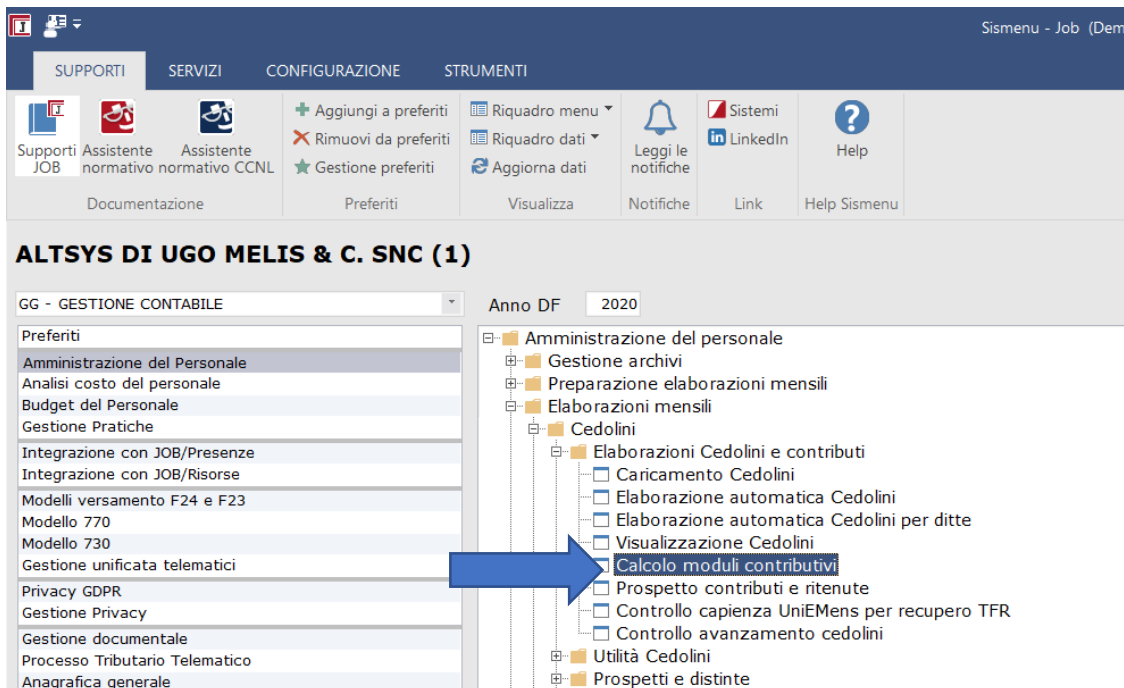 Sismenu - Job (Dem
SUPPORTI SERVIZI CONFIGURAZIONE STRUMENTI
Supporti JOB
Assistente normativo
Assistente normativo CCNL
Documentazione
Aggiungi a preferiti
Rimuovi da preferiti
Gestione preferiti
Preferiti
Riquadro menu
Riquadro dati
Aggiorna dati
Visualizza
Leggi le notifiche
Notifiche
Sistemi
LinkedIn
Link
Help
Help Sismenu
ALTSYS DI UGO MELIS & C. SNC (1)
GG - GESTIONE CONTABILE
Anno DF 2020
Preferiti
Amministrazione del Personale
Analisi costo del personale
Budget del Personale
Gestione Pratiche
Integrazione con JOB/Presenze
Integrazione con JOB/Risorse
Modelli versamento F24 e F23
Modello 770
Modello 730
Gestione unificata telematici
Privacy GDPR
Gestione Privacy
Gestione documentale
Processo Tributario Telematico
Anagrafica generale
Amministrazione del personale
Gestione archivi
Preparazione elaborazioni mensili
Elaborazioni mensili
Cedolini
Elaborazioni Cedolini e contributi
Caricamento Cedolini
Elaborazione automatica Cedolini
Elaborazione automatica Cedolini per ditte
Visualizzazione Cedolini
Calcolo moduli contributivi
Prospetto contributi e ritenute
Controllo capienza UniEMens per recupero TFR
Controllo avanzamento cedolini
Utilità Cedolini
Prospetti e distinte